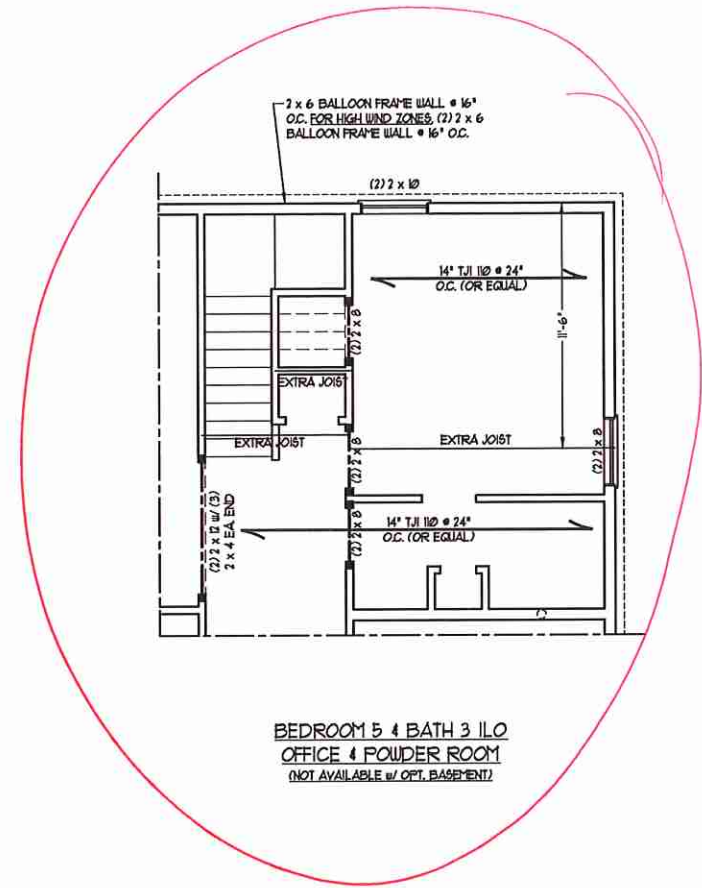 2 x 6 BALLOON FRAME WALL @ 16"
O.C. FOR HIGH WIND ZONES, (2) 2 x 6
BALLOON FRAME WALL @ 16" O.C.
(2) 2 x 10
14" TJI 110 @ 24"
O.C. (OR EQUAL)
(2) 2 x 8
11'-6"
EXTRA JOIST
EXTRA JOIST
EXTRA JOIST
(2) 2 x 8
(2) 2 x 8
(2) 2 x 12 w/ (3)
2 x 4 EA. END
(2) 2 x 8
14" TJI 110 @ 24"
O.C. (OR EQUAL)
BEDROOM 5 & BATH 3 ILO
OFFICE & POWDER ROOM
(NOT AVAILABLE w/ OPT. BASEMENT)